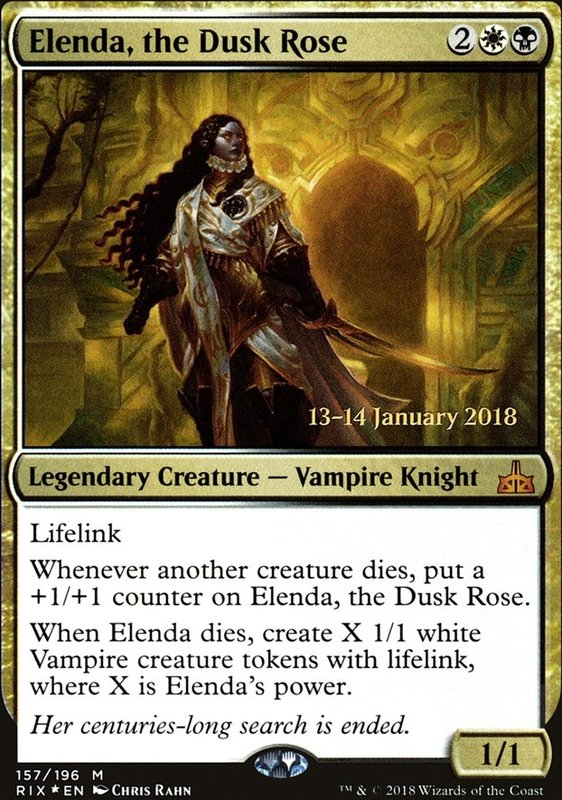 Elenda, the Dusk Rose 2
13–14 January 2018
Legendary Creature — Vampire Knight
Lifelink
Whenever another creature dies, put a
+1/+1 counter on Elenda, the Dusk Rose.
When Elenda dies, create X 1/1 white
Vampire creature tokens with lifelink,
where X is Elenda's power.
Her centuries-long search is ended.
1/1
157/196 M
RIX★EN Chris Rahn
™ & © 2018 Wizards of the Coast